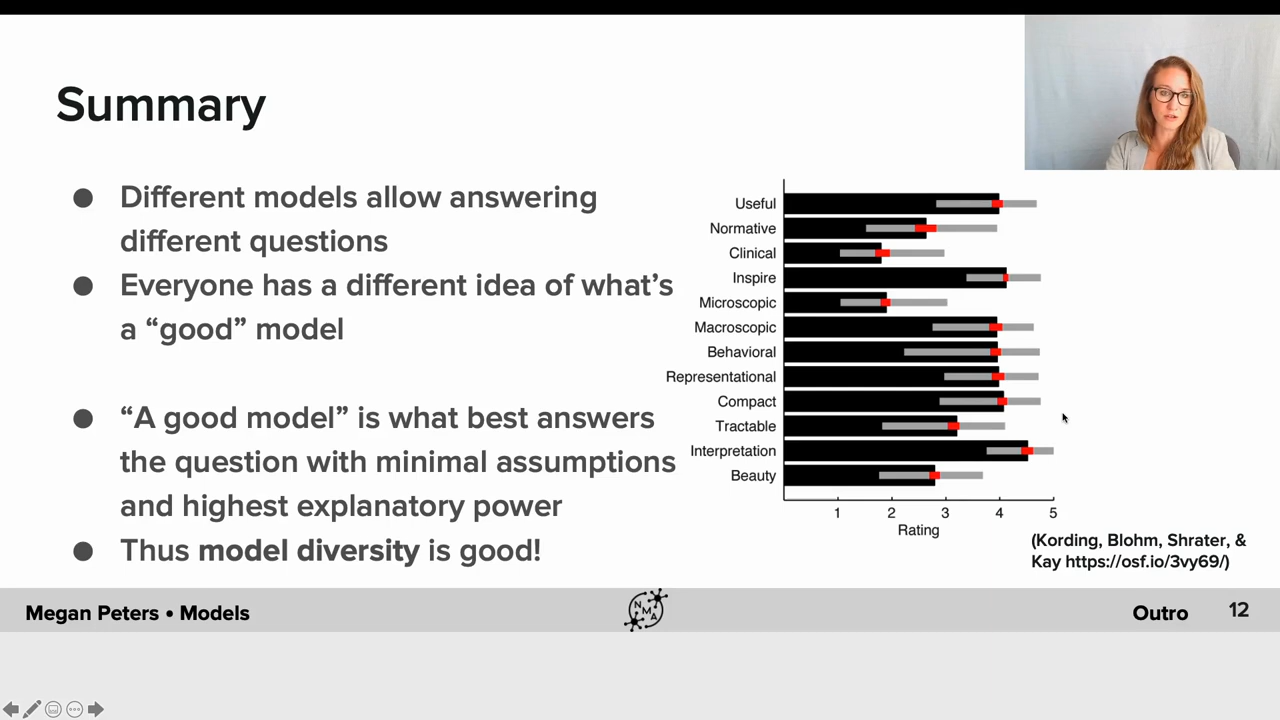 Summary
● Different models allow answering
different questions
● Everyone has a different idea of what's
a “good” model
● “A good model” is what best answers
the question with minimal assumptions
and highest explanatory power
● Thus model diversity is good!
Useful
Normative
Clinical
Inspire
Microscopic
Macroscopic
Behavioral
Representational
Compact
Tractable
Interpretation
Beauty
1 2 3 4 5
Rating
(Kording, Blohm, Shrater, &
Kay https://osf.io/3vy69/)
Megan Peters • Models
NMA
Outro 12